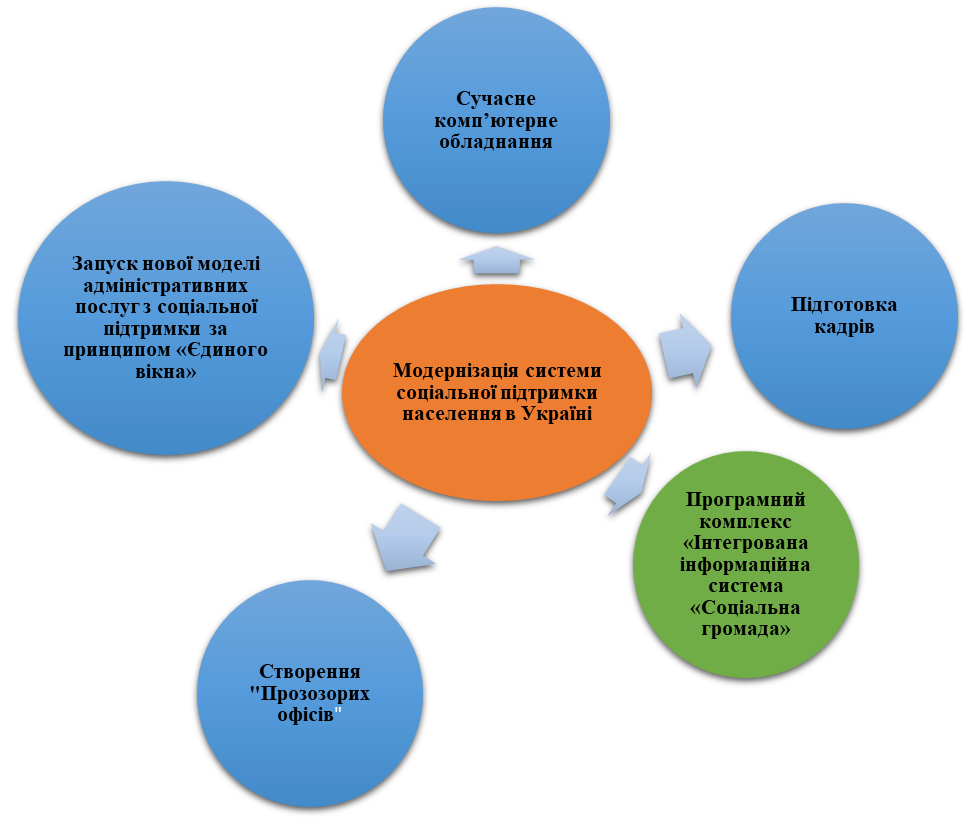 Сучасне
комп’ютерне
обладнання
Запуск нової моделі
адміністративних
послуг з соціальної
підтримки за
принципом «Єдиного
вікна»
Підготовка
кадрів
Модернізація системи
соціальної підтримки
населення в Україні
Програмний
комплекс
«Інтегрована
інформаційна
система
«Соціальна
громада»
Створення
"Прозозорих
офісів"